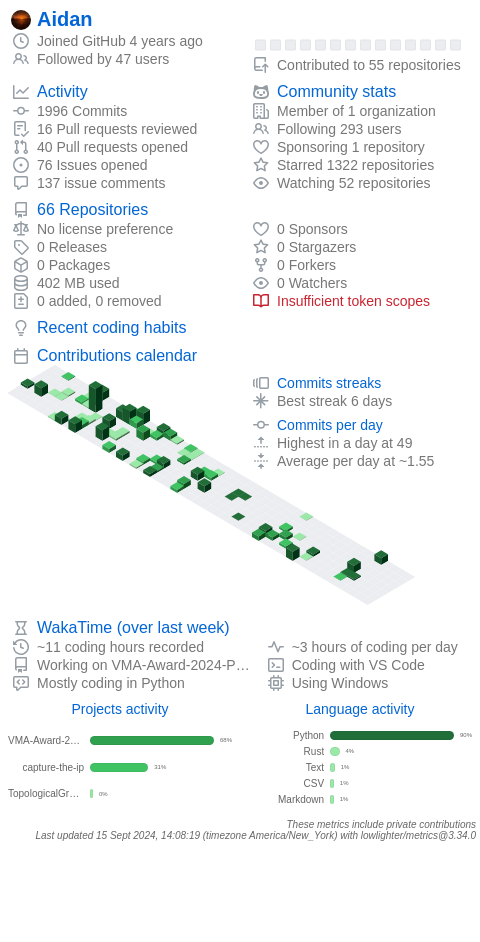 Aidan
Joined GitHub 4 years ago
Followed by 47 users
Contributed to 55 repositories
Activity
1996 Commits
16 Pull requests reviewed
40 Pull requests opened
76 Issues opened
137 issue comments
Community stats
Member of 1 organization
Following 293 users
Sponsoring 1 repository
Starred 1322 repositories
Watching 52 repositories
66 Repositories
No license preference
0 Releases
0 Packages
402 MB used
0 added, 0 removed
0 Sponsors
0 Stargazers
0 Forkers
0 Watchers
Insufficient token scopes
Recent coding habits
Contributions calendar
Commits streaks
Best streak 6 days
Commits per day
Highest in a day at 49
Average per day at ~1.55
WakaTime (over last week)
~11 coding hours recorded
Working on VMA-Award-2024-P…
Mostly coding in Python
~3 hours of coding per day
Coding with VS Code
Using Windows
Projects activity
VMA-Award-2… 68%
capture-the-ip 31%
TopologicalGr… 0%
Language activity
Python 90%
Rust 4%
Text 1%
CSV 1%
Markdown 1%
These metrics include private contributions
Last updated 15 Sept 2024, 14:08:19 (timezone America/New_York) with lowlighter/metrics@3.34.0